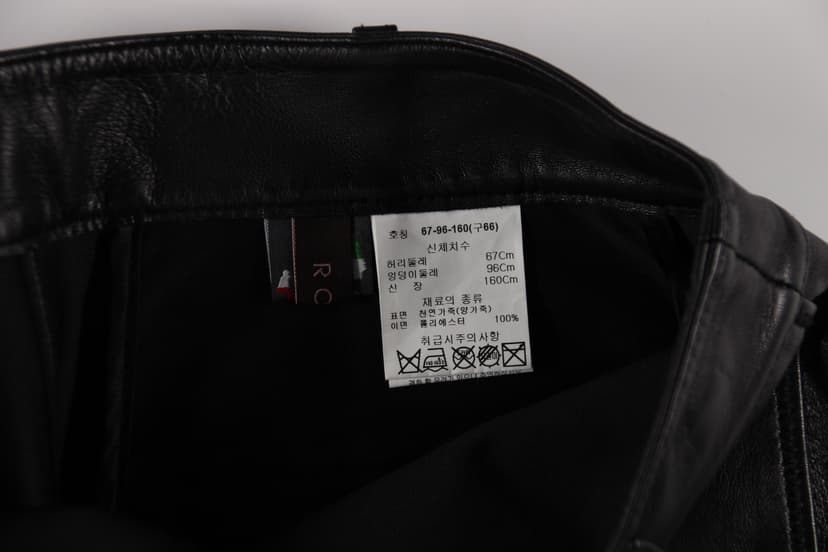 RO
호칭 67-96-160(구66)
신체치수
허리둘레 67Cm
엉덩이둘레 96Cm
신 장 160Cm
재료의 종류
표면 천연가죽(양가죽)
이면 폴리에스터 100%
취급시주의사항